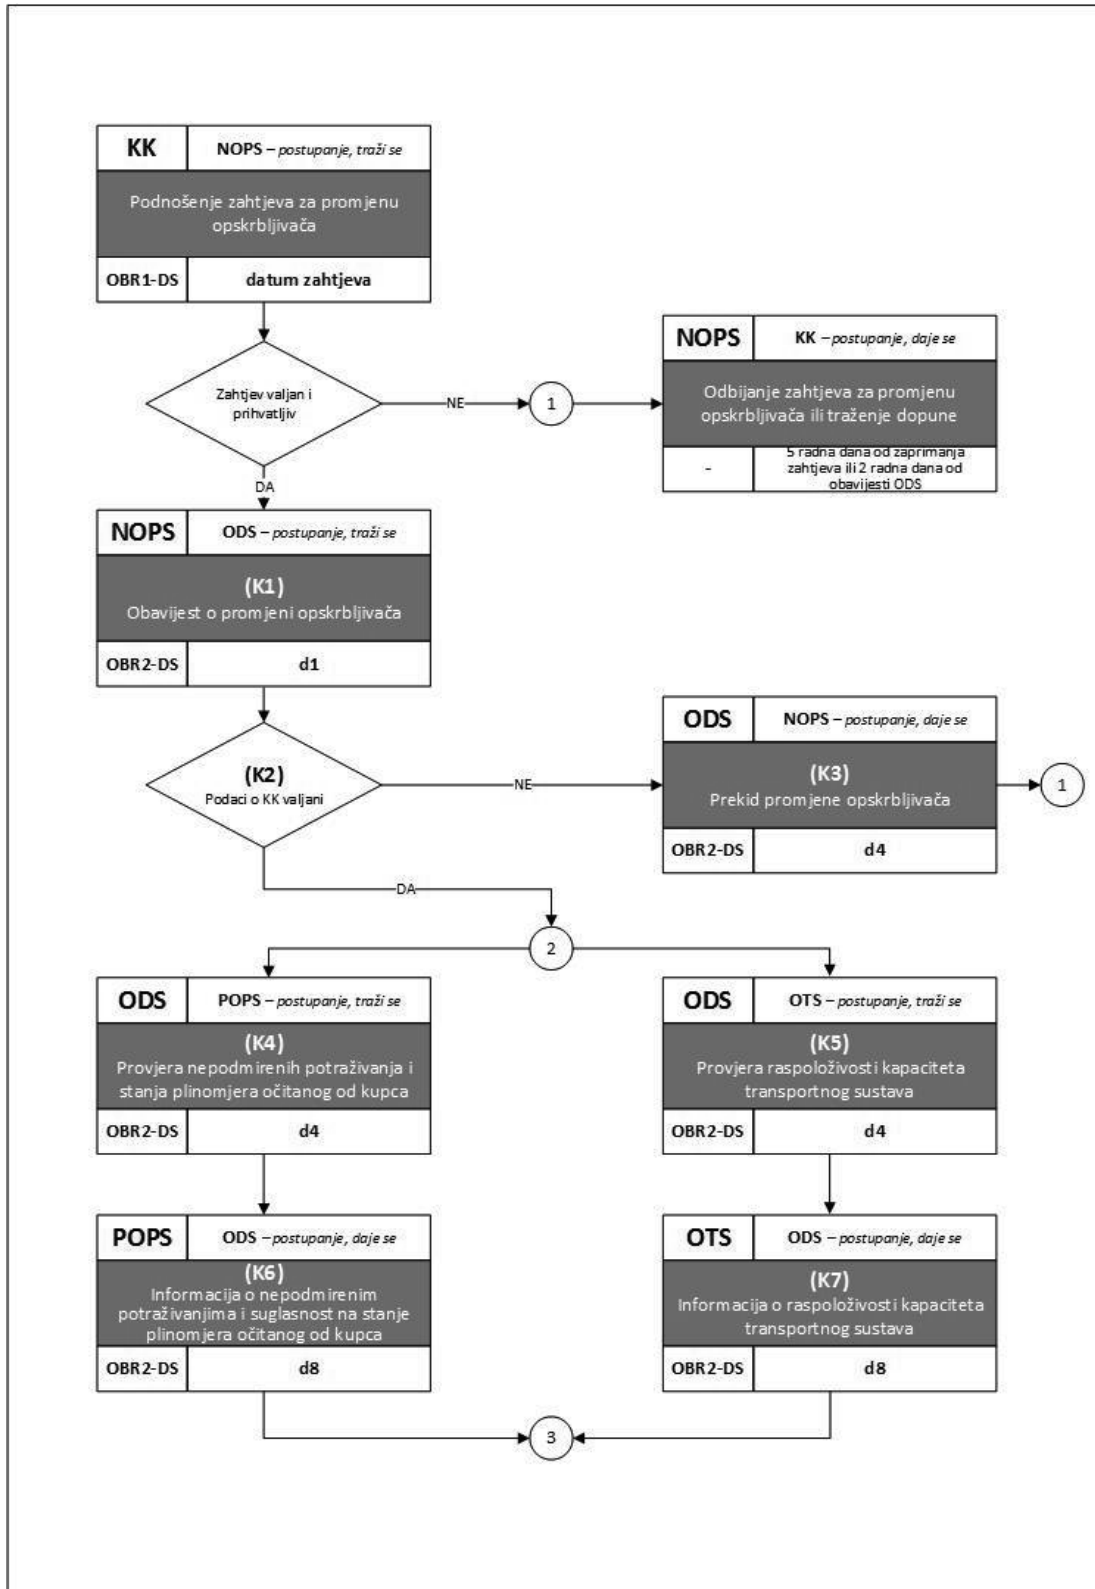 KK
NOPS – postupanje, traži se
Podnošenje zahtjeva za promjenu
opskrbljivača
OBR1-DS
datum zahtjeva
Zahtjev valjan i
prihvatljiv
NE
1
NOPS
KK – postupanje, daje se
Odbijanje zahtjeva za promjenu
opskrbljivača ili traženje dopune
-
5 radna dana od zaprimanja
zahtjeva ili 2 radna dana od
obavijesti ODS
DA
NOPS
ODS – postupanje, traži se
(K1)
Obavijest o promjeni opskrbljivača
OBR2-DS
d1
(K2)
Podaci o KK valjani
NE
ODS
NOPS – postupanje, daje se
(K3)
Prekid promjene opskrbljivača
OBR2-DS
d4
1
DA
2
ODS
POPS – postupanje, traži se
(K4)
Provjera nepodmirenih potraživanja i
stanja plinomjera očitanog od kupca
OBR2-DS
d4
ODS
OTS – postupanje, traži se
(K5)
Provjera raspoloživosti kapaciteta
transportnog sustava
OBR2-DS
d4
POPS
ODS – postupanje, daje se
(K6)
Informacija o nepodmirenim
potraživanjima i suglasnost na stanje
plinomjera očitanog od kupca
OBR2-DS
d8
OTS
ODS – postupanje, daje se
(K7)
Informacija o raspoloživosti kapaciteta
transportnog sustava
OBR2-DS
d8
3